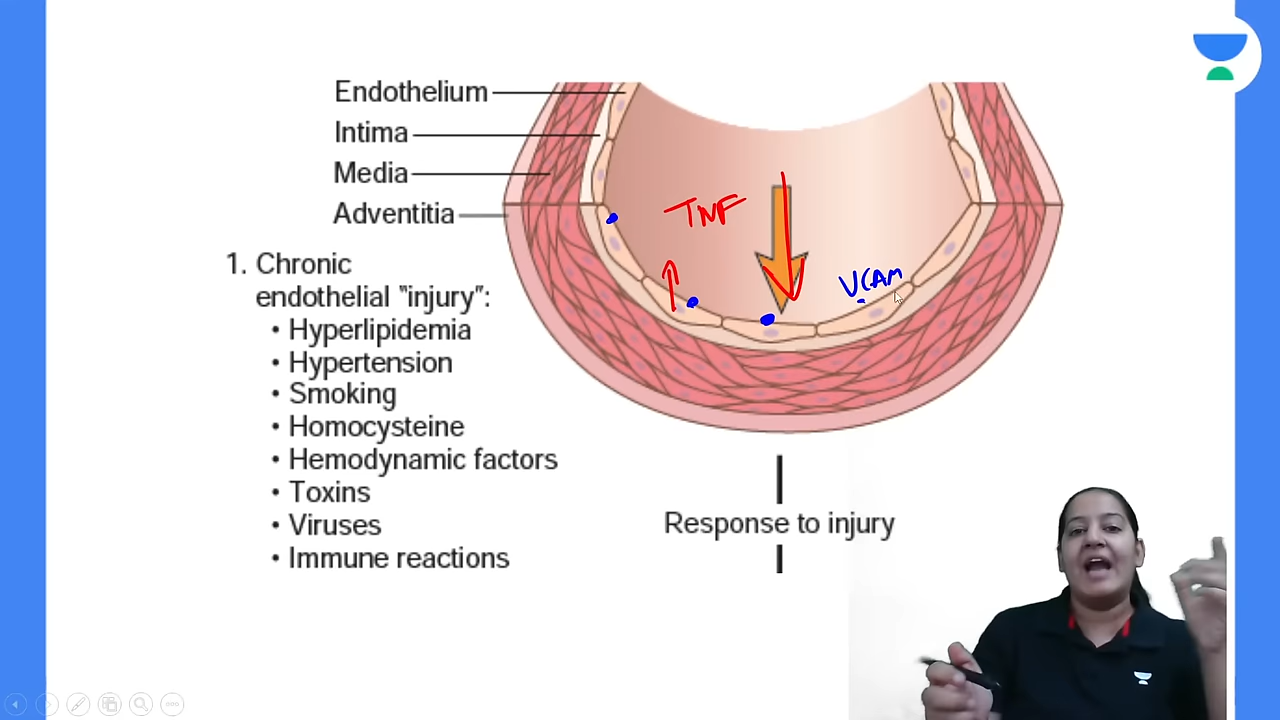 Endothelium
Intima
Media
Adventitia
TNF
VCAM
1. Chronic
endothelial "injury":
• Hyperlipidemia
• Hypertension
• Smoking
• Homocysteine
• Hemodynamic factors
• Toxins
• Viruses
• Immune reactions
Response to injury